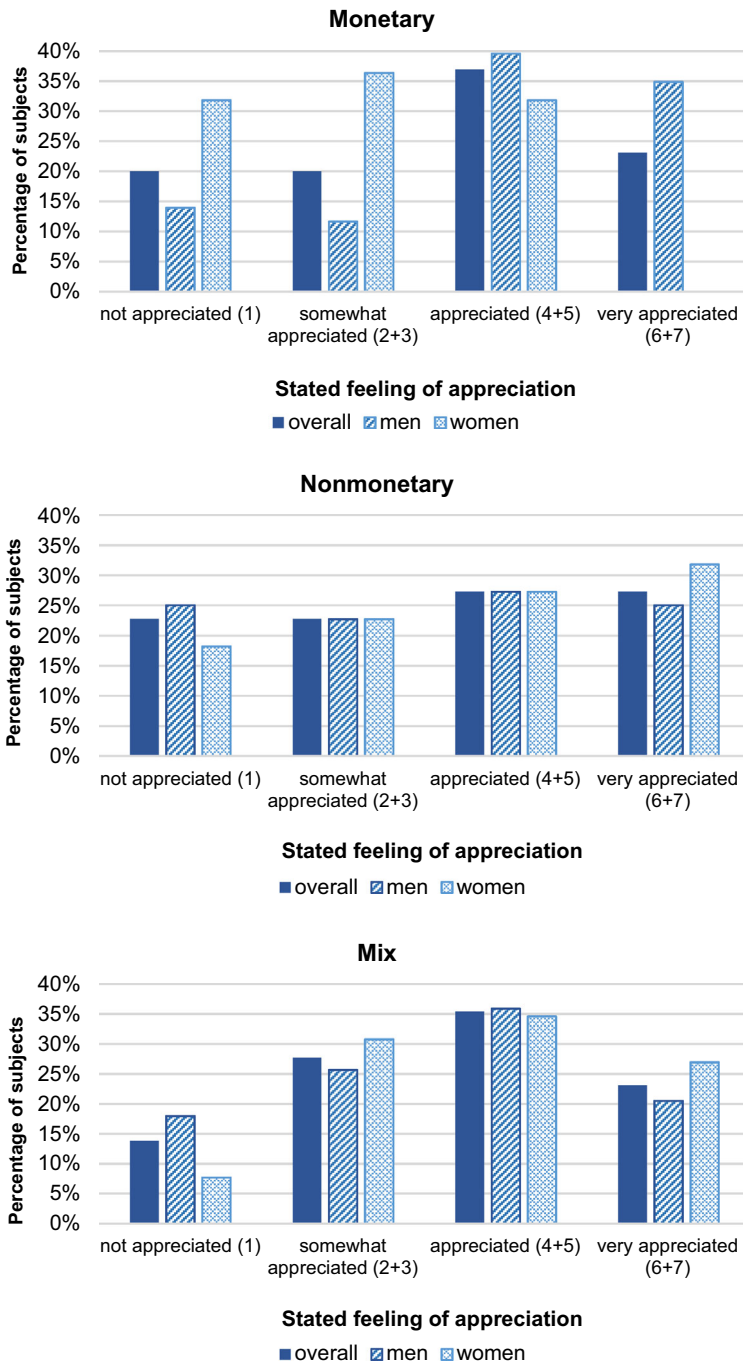 Monetary
40%
35%
30%
25%
20%
15%
10%
5%
0%
Percentage of subjects
not appreciated (1)
somewhat
appreciated (2+3)
appreciated (4+5)
very appreciated
(6+7)
Stated feeling of appreciation
overall men women
Nonmonetary
40%
35%
30%
25%
20%
15%
10%
5%
0%
Percentage of subjects
not appreciated (1)
somewhat
appreciated (2+3)
appreciated (4+5)
very appreciated
(6+7)
Stated feeling of appreciation
overall men women
Mix
40%
35%
30%
25%
20%
15%
10%
5%
0%
Percentage of subjects
not appreciated (1)
somewhat
appreciated (2+3)
appreciated (4+5)
very appreciated
(6+7)
Stated feeling of appreciation
overall men women